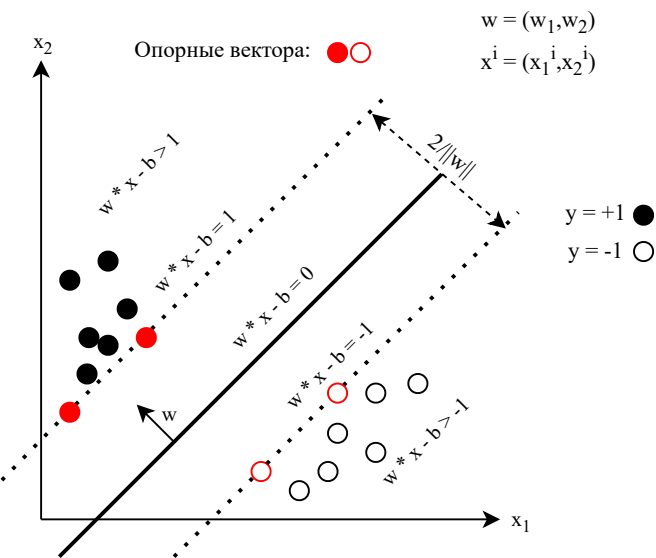 w = (w₁,w₂)
xⁱ = (x₁ⁱ,x₂ⁱ)
Опорные вектора:
x₂
2/||w||
w * x - b > 1
w * x - b = 1
y = +1
y = -1
w * x - b = 0
w * x - b = -1
w * x - b > -1
w
x₁